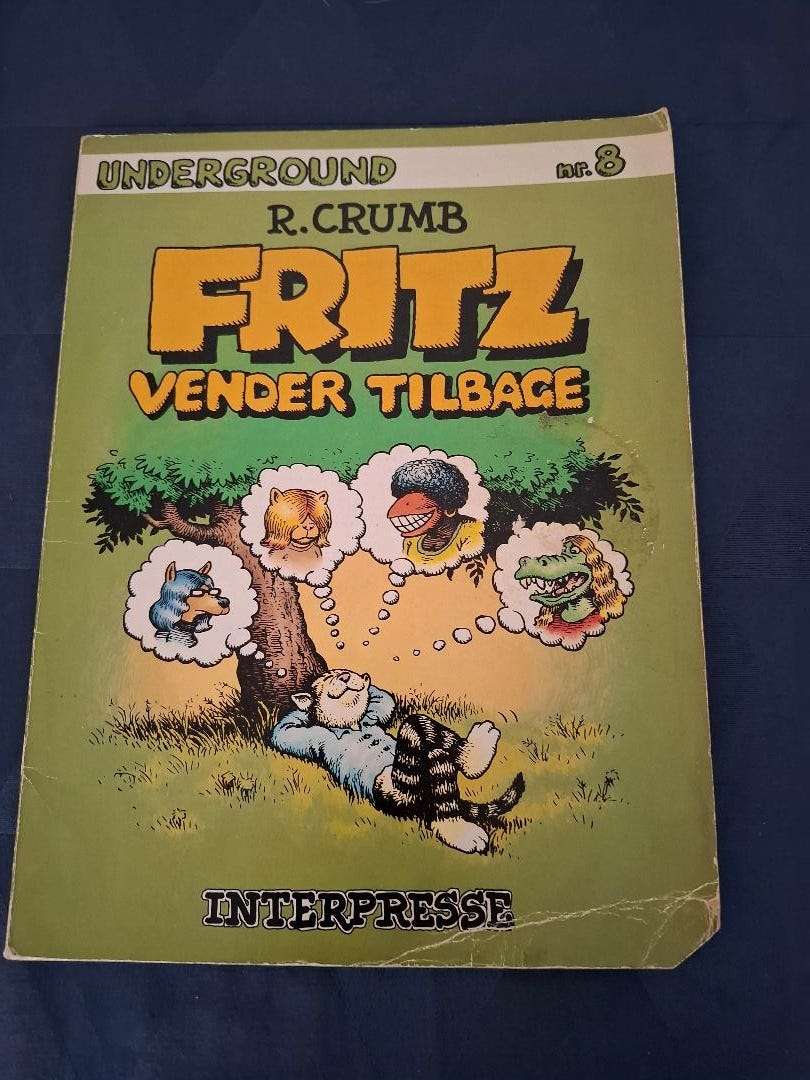 UNDERGROUND nr. 8
R. CRUMB
FRITZ
VENDER TILBAGE
INTERPRESSE